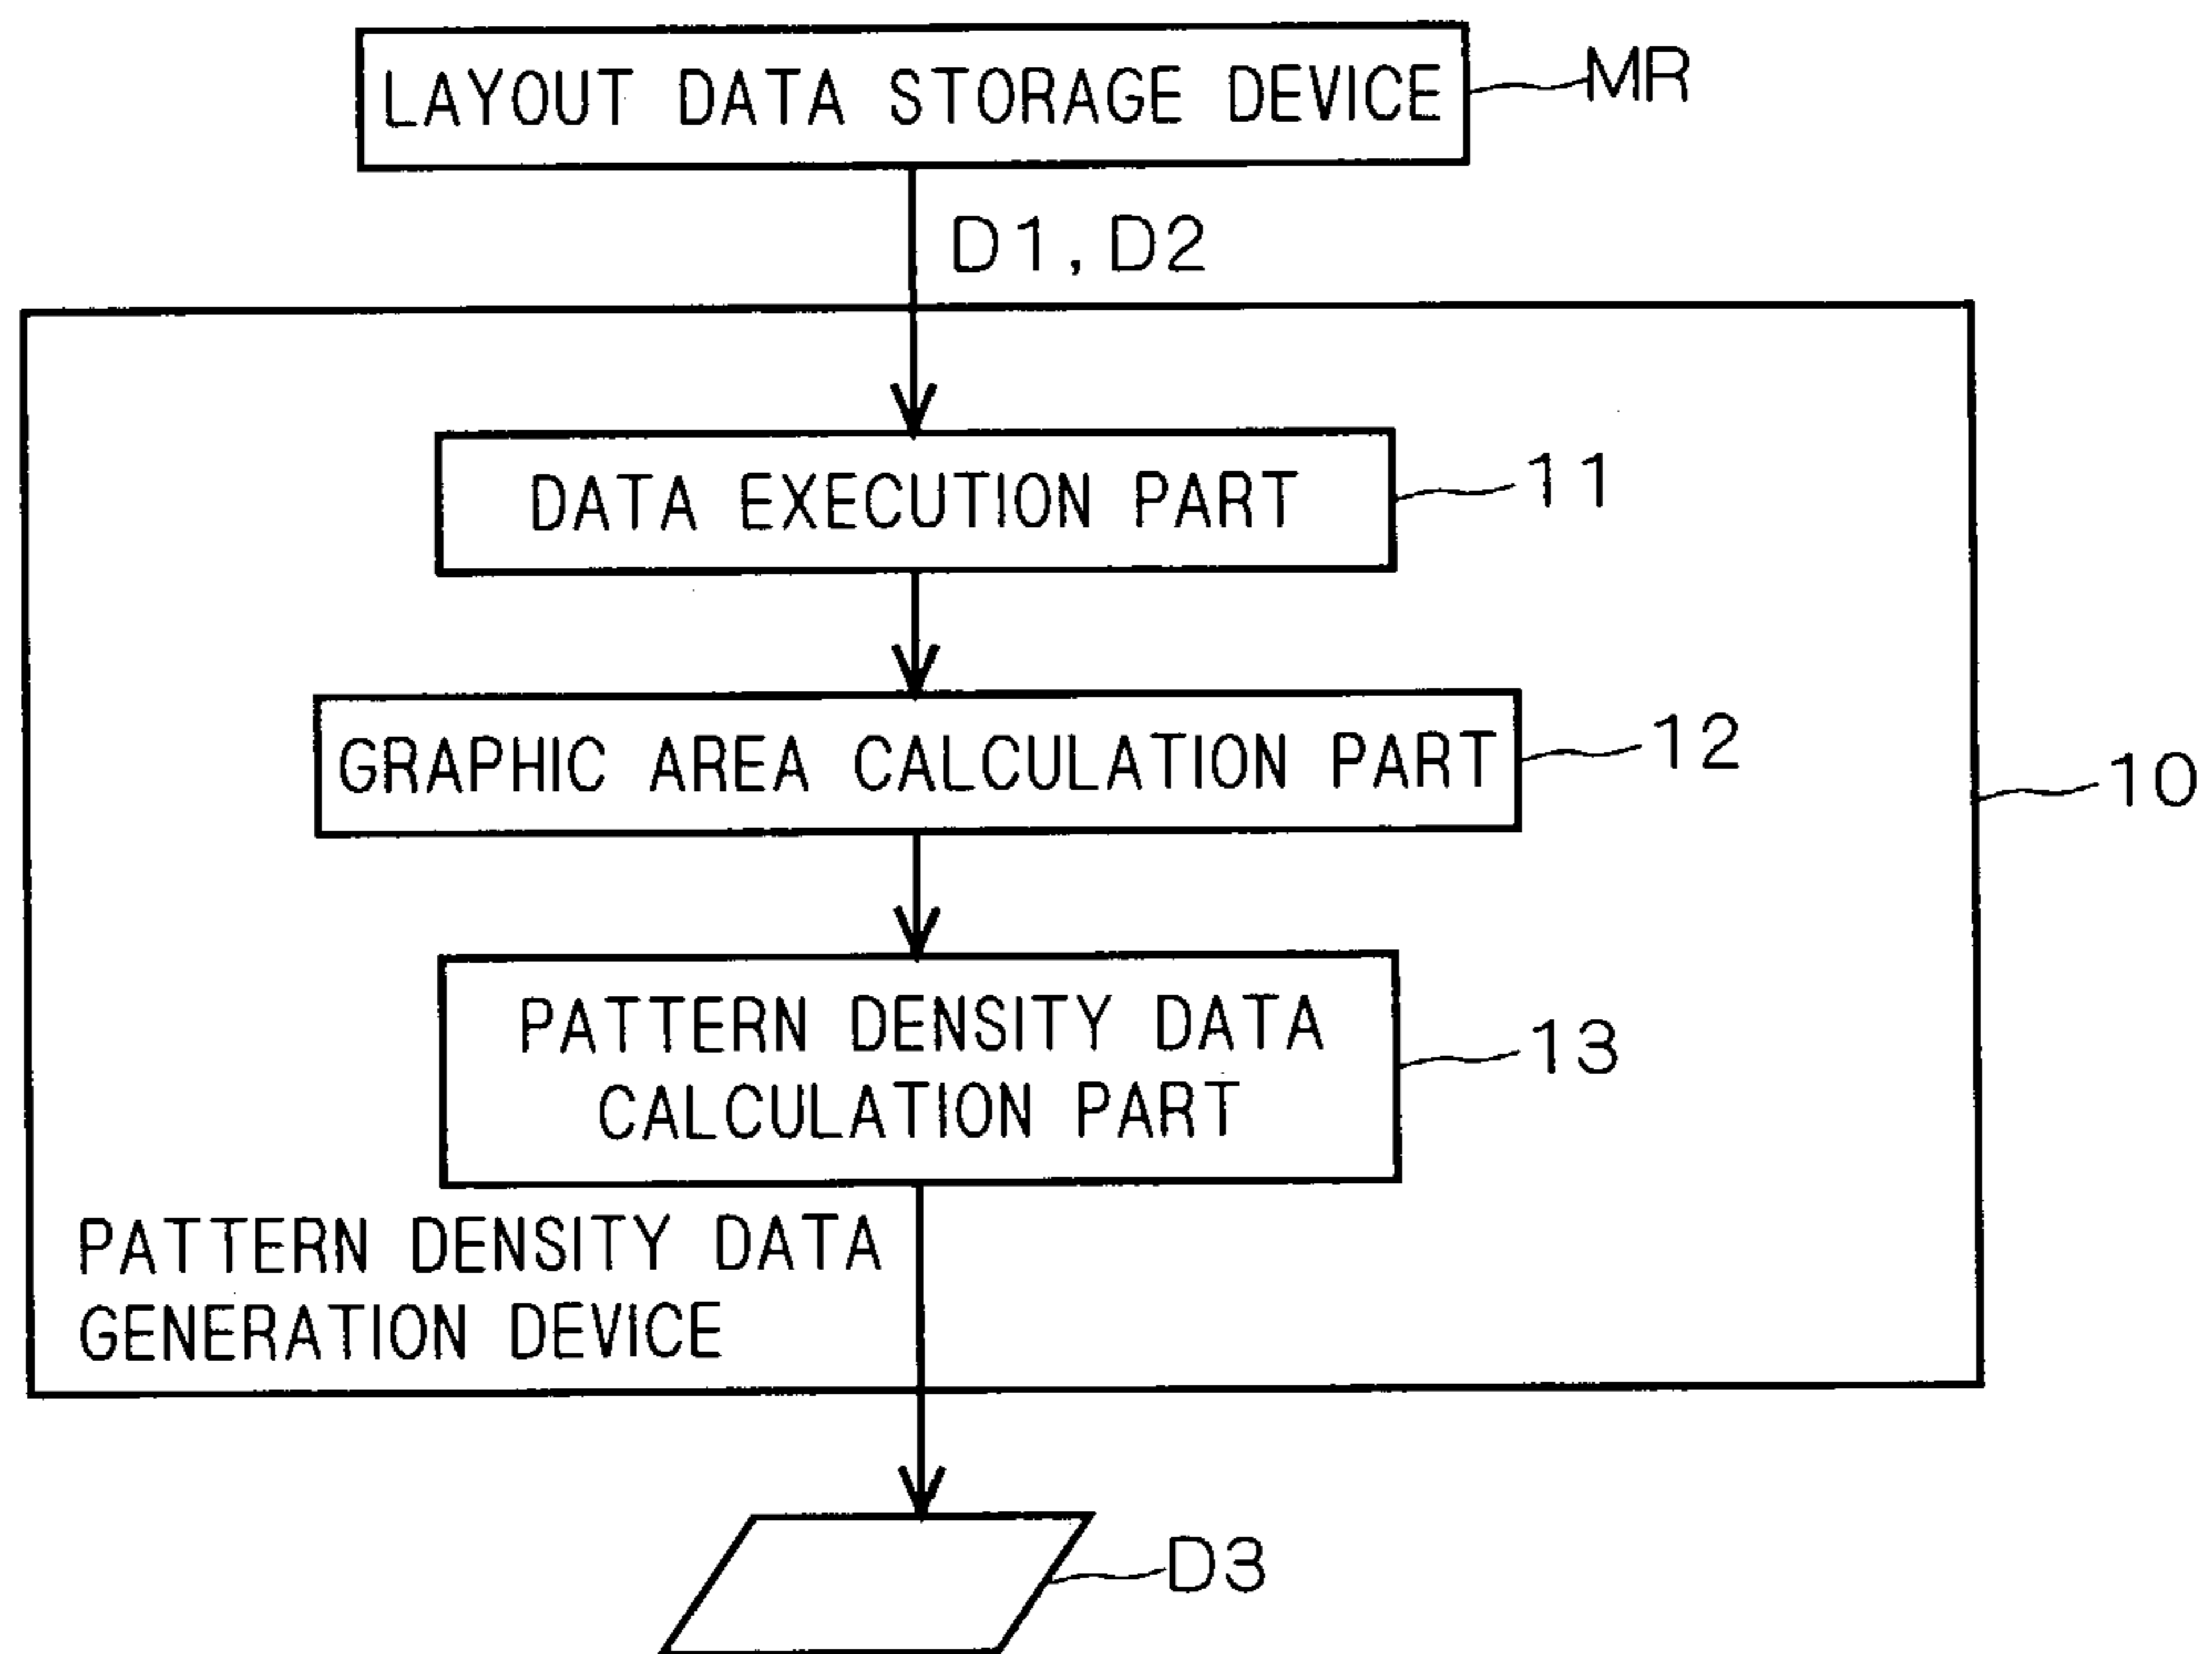 LAYOUT DATA STORAGE DEVICE
MR
D1, D2
DATA EXECUTION PART
11
GRAPHIC AREA CALCULATION PART
12
10
PATTERN DENSITY DATA
CALCULATION PART
13
PATTERN DENSITY DATA
GENERATION DEVICE
D3